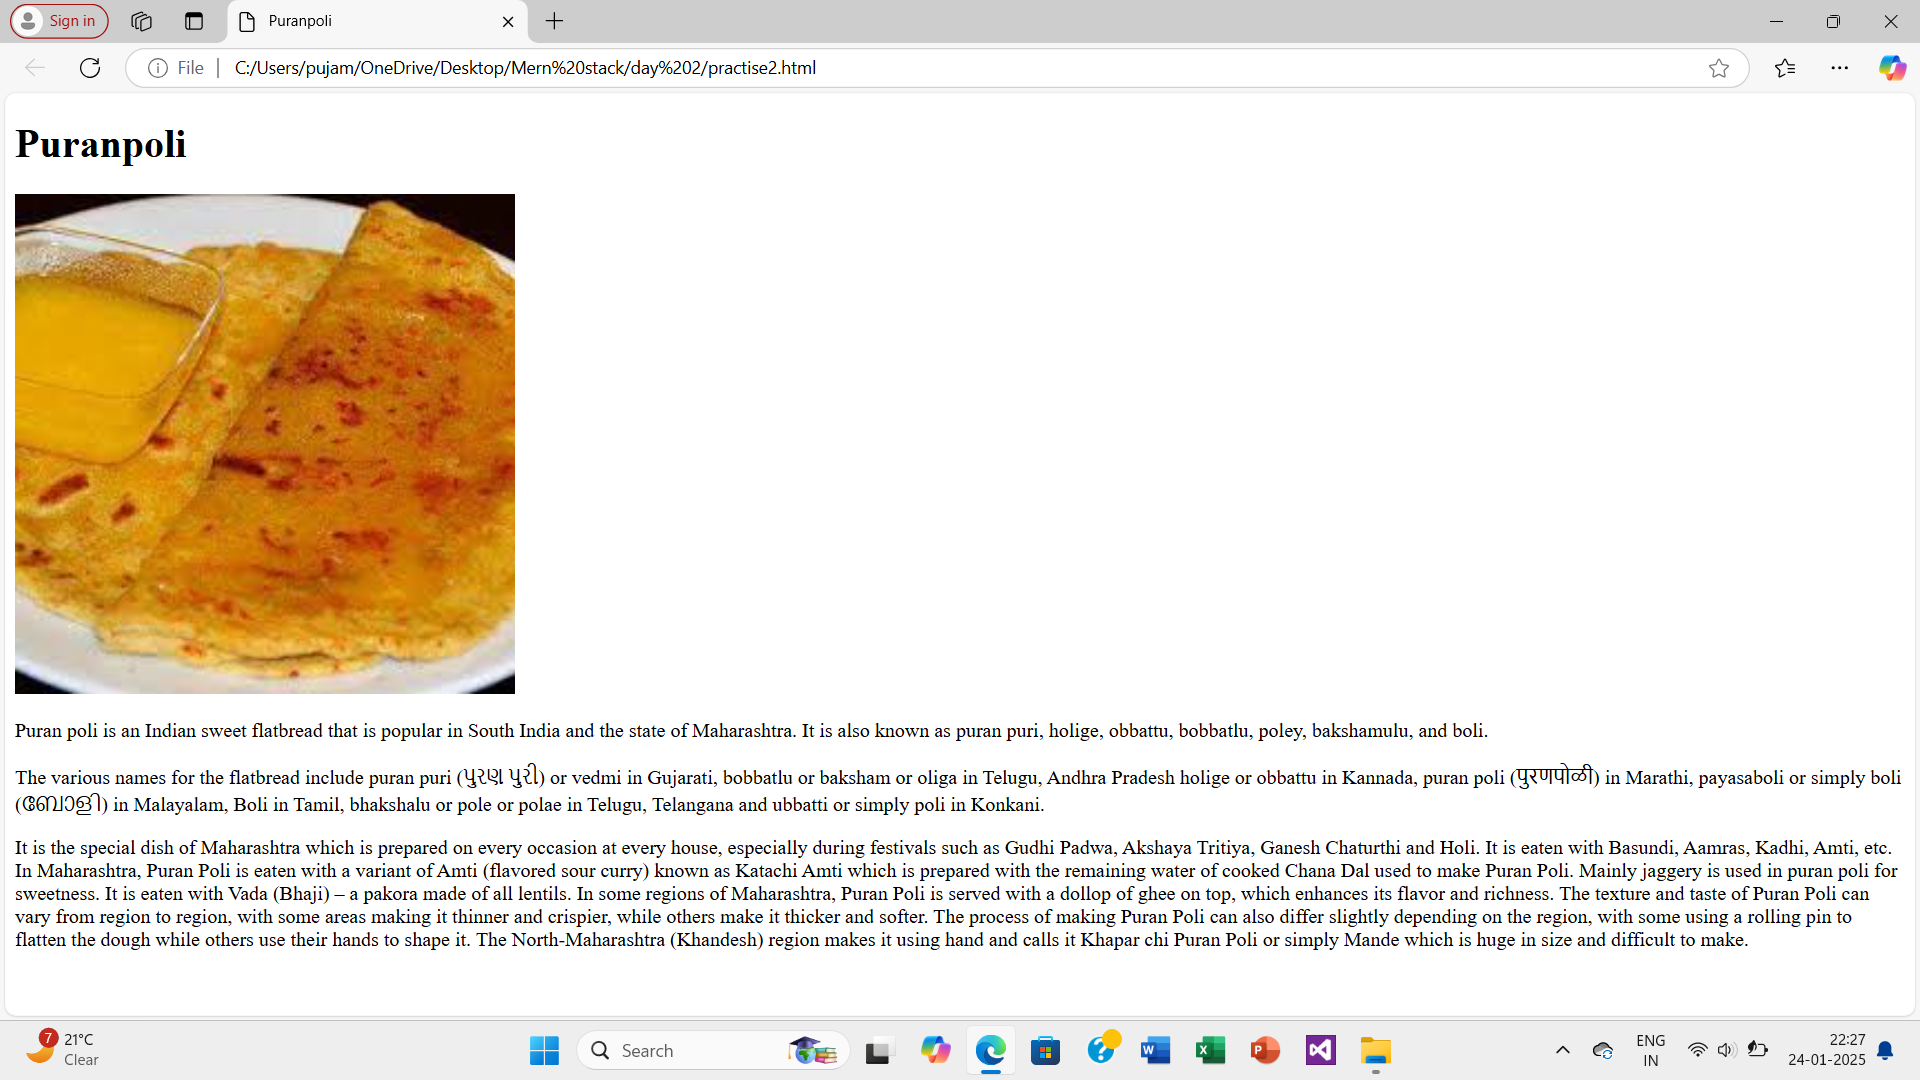 Sign in
Puranpoli
File
C:/Users/pujam/OneDrive/Desktop/Mern%20stack/day%202/practise2.html
Puranpoli
Puran poli is an Indian sweet flatbread that is popular in South India and the state of Maharashtra. It is also known as puran puri, holige, obbattu, bobbatlu, poley, bakshamulu, and boli.
The various names for the flatbread include puran puri (પુરણ પુરી) or vedmi in Gujarati, bobbatlu or baksham or oliga in Telugu, Andhra Pradesh holige or obbattu in Kannada, puran poli (पुरणपोळी) in Marathi, payasaboli or simply boli
(ബോളി) in Malayalam, Boli in Tamil, bhakshalu or pole or polae in Telugu, Telangana and ubbatti or simply poli in Konkani.
It is the special dish of Maharashtra which is prepared on every occasion at every house, especially during festivals such as Gudhi Padwa, Akshaya Tritiya, Ganesh Chaturthi and Holi. It is eaten with Basundi, Aamras, Kadhi, Amti, etc.
In Maharashtra, Puran Poli is eaten with a variant of Amti (flavored sour curry) known as Katachi Amti which is prepared with the remaining water of cooked Chana Dal used to make Puran Poli. Mainly jaggery is used in puran poli for
sweetness. It is eaten with Vada (Bhaji) – a pakora made of all lentils. In some regions of Maharashtra, Puran Poli is served with a dollop of ghee on top, which enhances its flavor and richness. The texture and taste of Puran Poli can
vary from region to region, with some areas making it thinner and crispier, while others make it thicker and softer. The process of making Puran Poli can also differ slightly depending on the region, with some using a rolling pin to
flatten the dough while others use their hands to shape it. The North-Maharashtra (Khandesh) region makes it using hand and calls it Khapar chi Puran Poli or simply Mande which is huge in size and difficult to make.
7
21°C
Clear
Search
W
X
P
ENG
IN
22:27
24-01-2025